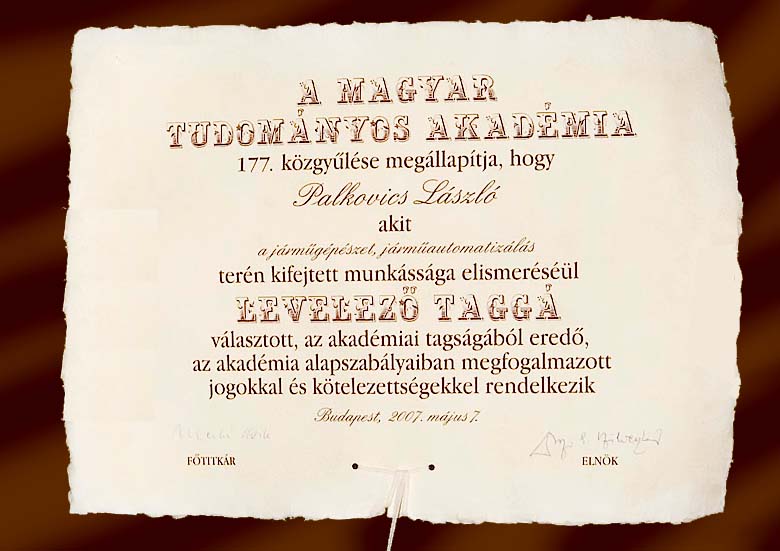 A MAGYAR
TUDOMÁNYOS AKADÉMIA
177. közgyűlése megállapítja, hogy
Palkovics László
akit
a járműgépészet, járműautomatizálás
terén kifejtett munkássága elismeréséül
LEVELEZŐ TAGGÁ
választott, az akadémiai tagságából eredő,
az akadémia alapszabályaiban megfogalmazott
jogokkal és kötelezettségekkel rendelkezik
Budapest, 2007. május 7.
FŐTITKÁR ELNÖK